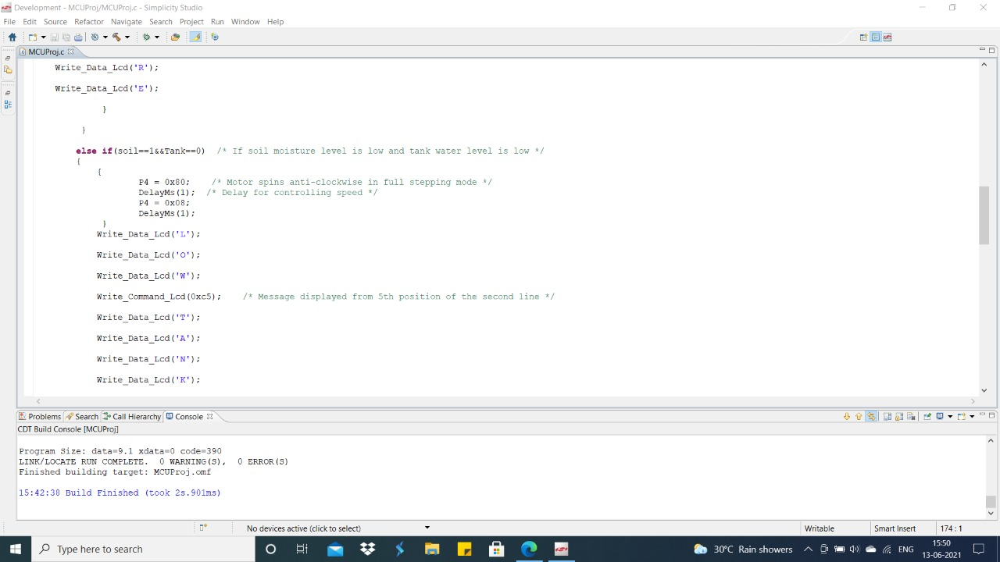 Development - MCUProj/MCUProj.c - Simplicity Studio
File Edit Source Refactor Navigate Search Project Run Window Help
MCUProj.c
Write_Data_Lcd('R');
Write_Data_Lcd('E');
}
}
else if(soil==1&&Tank==0) /* If soil moisture level is low and tank water level is low */
{
{
P4 = 0x80; /* Motor spins anti-clockwise in full stepping mode */
DelayMs(1); /* Delay for controlling speed */
P4 = 0x08;
DelayMs(1);
}
Write_Data_Lcd('L');
Write_Data_Lcd('O');
Write_Data_Lcd('W');
Write_Command_Lcd(0xc5); /* Message displayed from 5th position of the second line */
Write_Data_Lcd('T');
Write_Data_Lcd('A');
Write_Data_Lcd('N');
Write_Data_Lcd('K');
Problems Search Call Hierarchy Console
CDT Build Console [MCUProj]
Program Size: data=9.1 xdata=0 code=390
LINK/LOCATE RUN COMPLETE. 0 WARNING(S), 0 ERROR(S)
Finished building target: MCUProj.omf
15:42:38 Build Finished (took 2s.901ms)
No devices active (click to select) Writable Smart Insert 174 : 1
Type here to search 30°C Rain showers ENG 15:50
13-06-2021